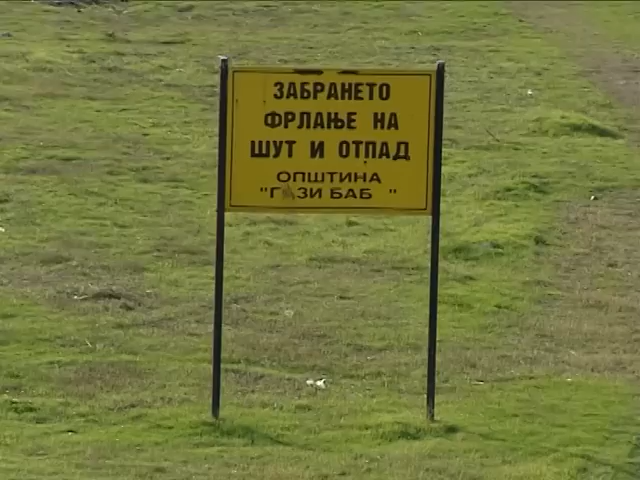 ЗАБРАНЕТО
ФРЛАЊЕ НА
ШУТ И ОТПАД
ОПШТИНА
"ГАЗИ БАБ "